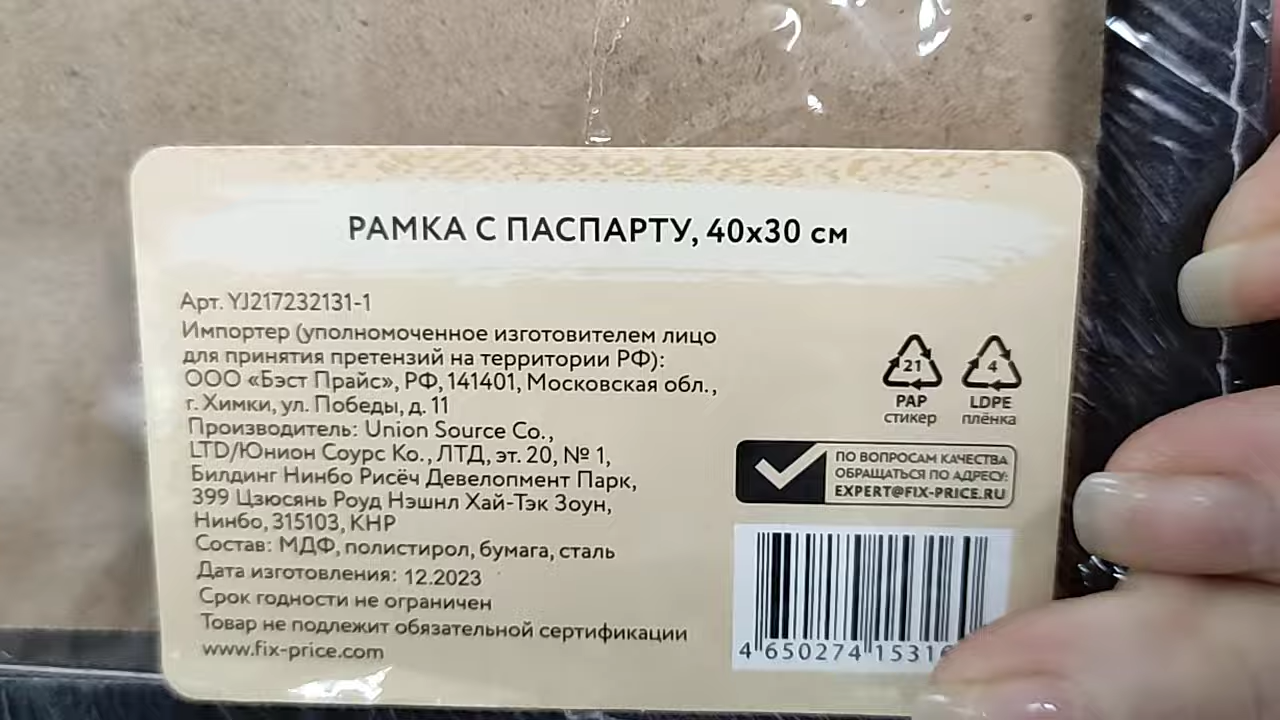 РАМКА С ПАСПАРТУ, 40х30 см
Арт. YJ217232131-1
Импортер (уполномоченное изготовителем лицо
для принятия претензий на территории РФ):
ООО «Бэст Прайс», РФ, 141401, Московская обл.,
г. Химки, ул. Победы, д. 11
Производитель: Union Source Co.,
LTD/Юнион Соурс Ко., ЛТД, эт. 20, № 1,
Билдинг Нинбо Рисёч Девелопмент Парк,
399 Цзюсянь Роуд Нэшнл Хай-Тэк Зоун,
Нинбо, 315103, КНР
Состав: МДФ, полистирол, бумага, сталь
Дата изготовления: 12.2023
Срок годности не ограничен
Товар не подлежит обязательной сертификации
www.fix-price.com
21
PAP
стикер
4
LDPE
плёнка
ПО ВОПРОСАМ КАЧЕСТВА
ОБРАЩАТЬСЯ ПО АДРЕСУ:
EXPERT@FIX-PRICE.RU
4 650274 1531